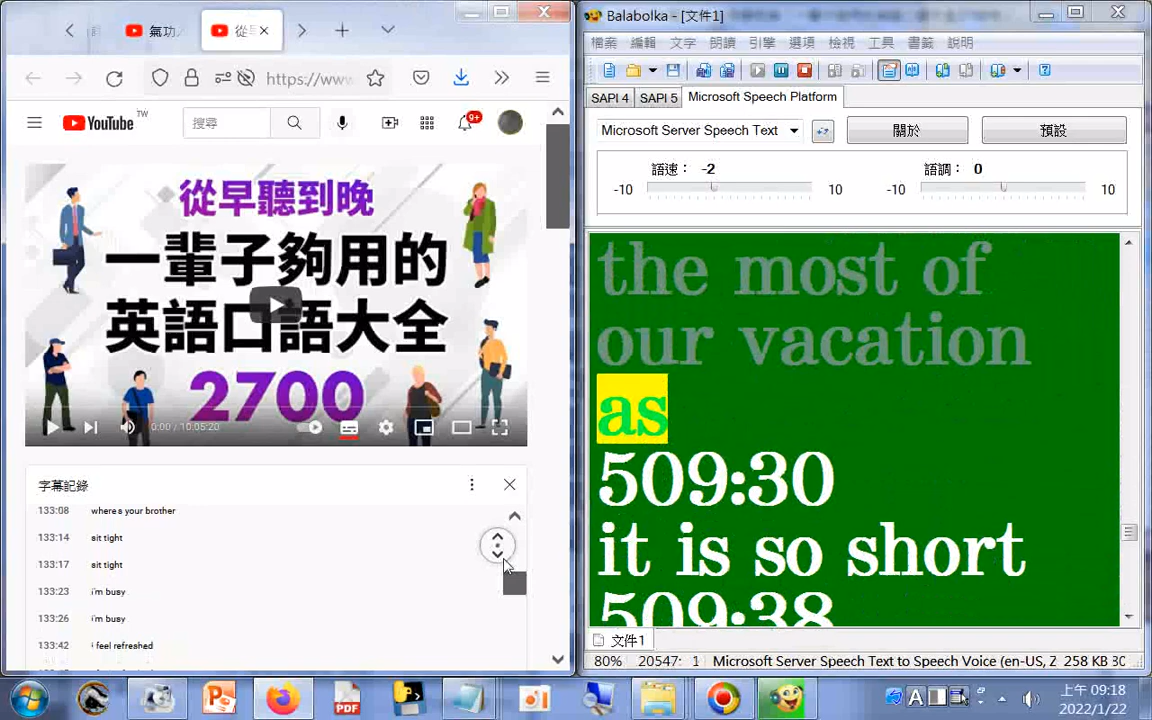 氣功
從
https://www
YouTube TW
搜尋
9+
從早聽到晚
一輩子夠用的
英語口語大全
2700
0:00 / 10:05:20
字幕記錄
133:08 where's your brother
133:14 sit tight
133:17 sit tight
133:23 i'm busy
133:26 i'm busy
133:42 i feel refreshed
Balabolka - [文件1]
檔案 編輯 文字 朗讀 引擎 選項 檢視 工具 書籤 說明
SAPI 4 SAPI 5 Microsoft Speech Platform
Microsoft Server Speech Text 關於 預設
語速： -2 語調： 0
-10 10 -10 10
the most of
our vacation
as
509:30
it is so short
509:38
文件1
80% 20547: 1 Microsoft Server Speech Text to Speech Voice (en-US, Z 258 KB
上午 09:18
2022/1/22